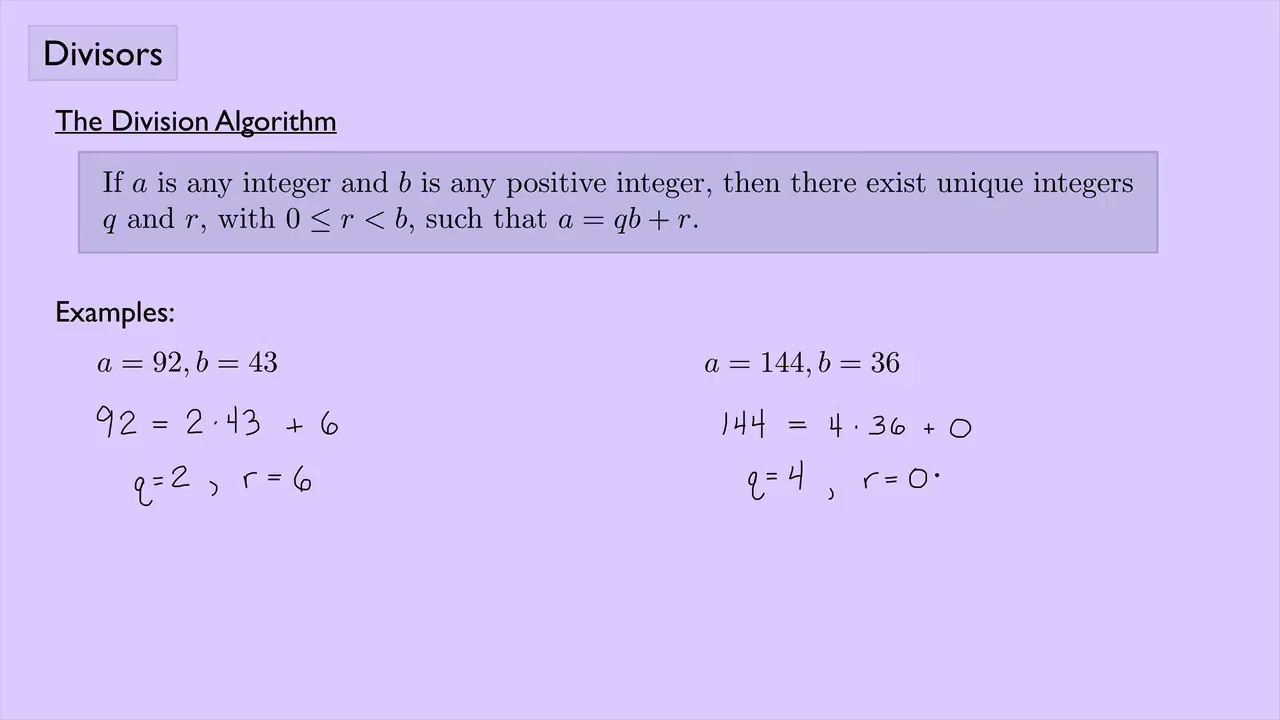 Divisors
The Division Algorithm
If a is any integer and b is any positive integer, then there exist unique integers
q and r, with 0 ≤ r < b, such that a = qb + r.
Examples:
a = 92, b = 43
92 = 2 · 43 + 6
q = 2 , r = 6
a = 144, b = 36
144 = 4 · 36 + 0
q = 4 , r = 0